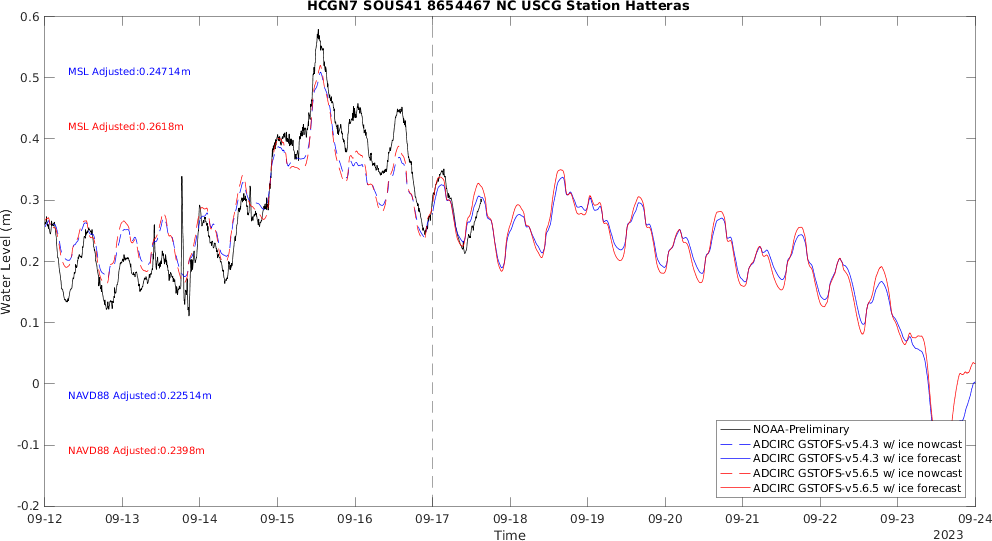 HCGN7 SOUS41 8654467 NC USCG Station Hatteras
0.6
0.5
0.4
0.3
0.2
0.1
0
-0.1
-0.2
Water Level (m)
MSL Adjusted:0.24714m
MSL Adjusted:0.2618m
NAVD88 Adjusted:0.22514m
NAVD88 Adjusted:0.2398m
NOAA-Preliminary
ADCIRC GSTOFS-v5.4.3 w/ ice nowcast
ADCIRC GSTOFS-v5.4.3 w/ ice forecast
ADCIRC GSTOFS-v5.6.5 w/ ice nowcast
ADCIRC GSTOFS-v5.6.5 w/ ice forecast
09-12 09-13 09-14 09-15 09-16 09-17 09-18 09-19 09-20 09-21 09-22 09-23 09-24
Time
2023